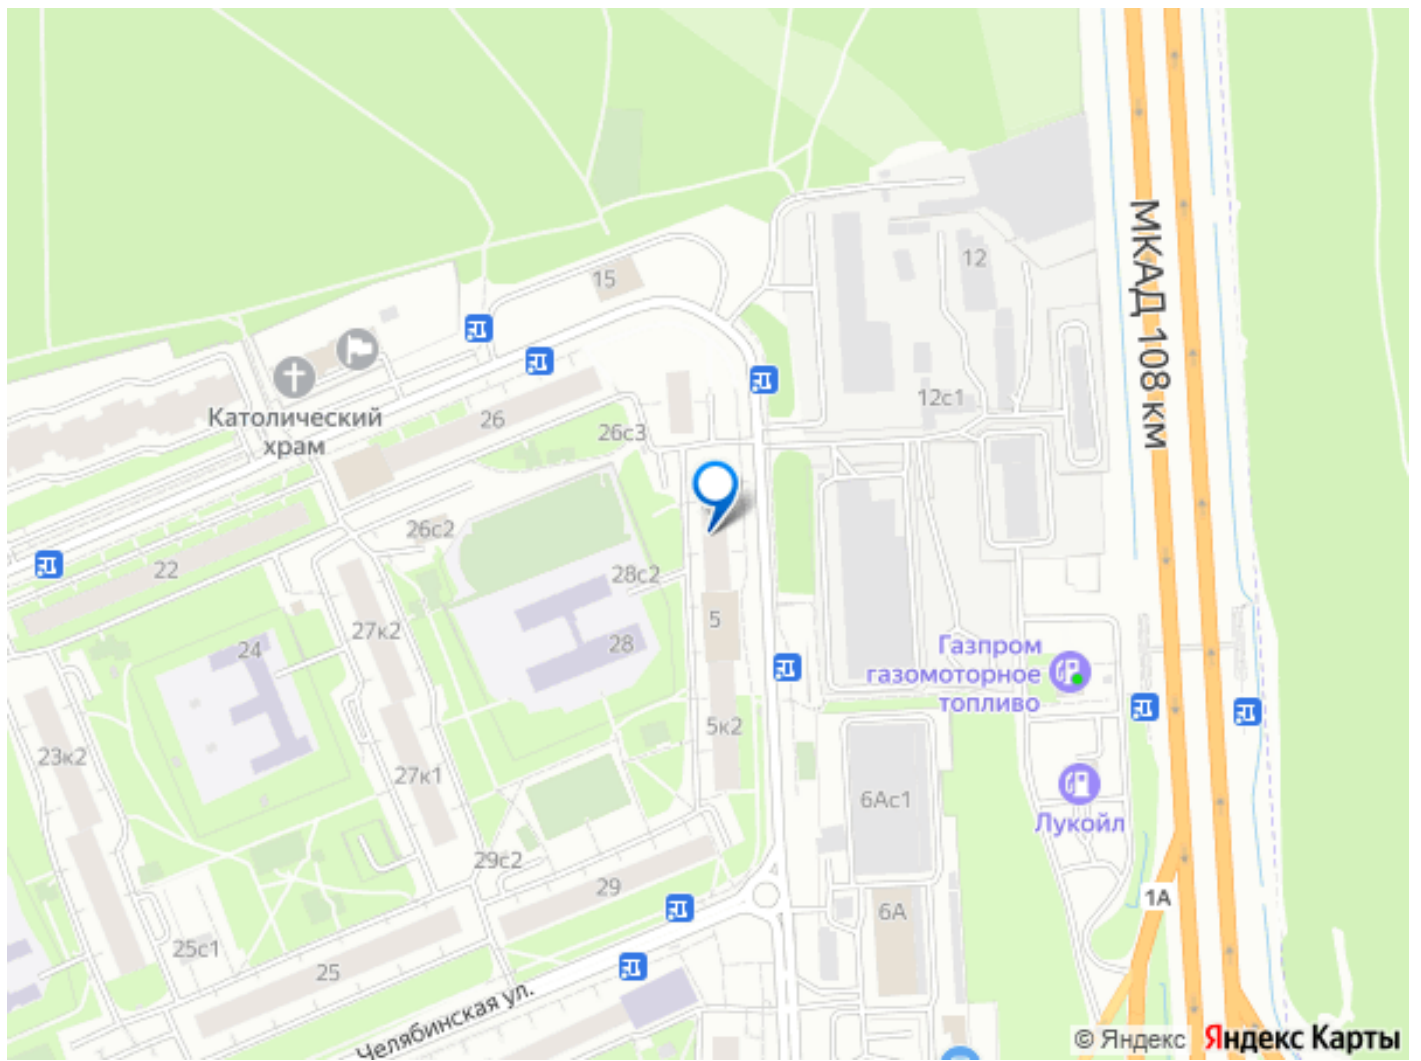 МКАД 108 км
15
12
12с1
Католический
храм
26
26с3
26с2
22
28с2
27к2
24
28
5
Газпром
газомоторное
топливо
5к2
23к2
27к1
6Ас1
Лукойл
29с2
29
1А
6А
25с1
25
Челябинская ул.
© Яндекс Яндекс Карты